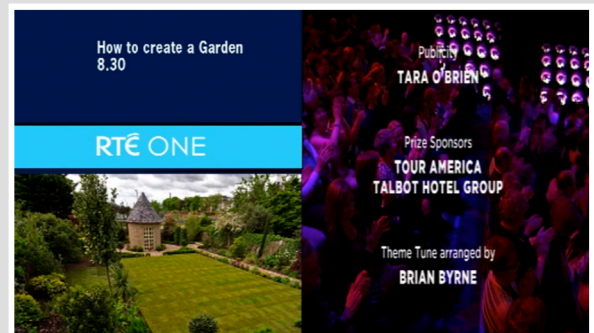 How to create a Garden
8.30
RTÉ ONE
Publicity
TARA O'BRIEN
Prize Sponsors
TOUR AMERICA
TALBOT HOTEL GROUP
Theme Tune arranged by
BRIAN BYRNE